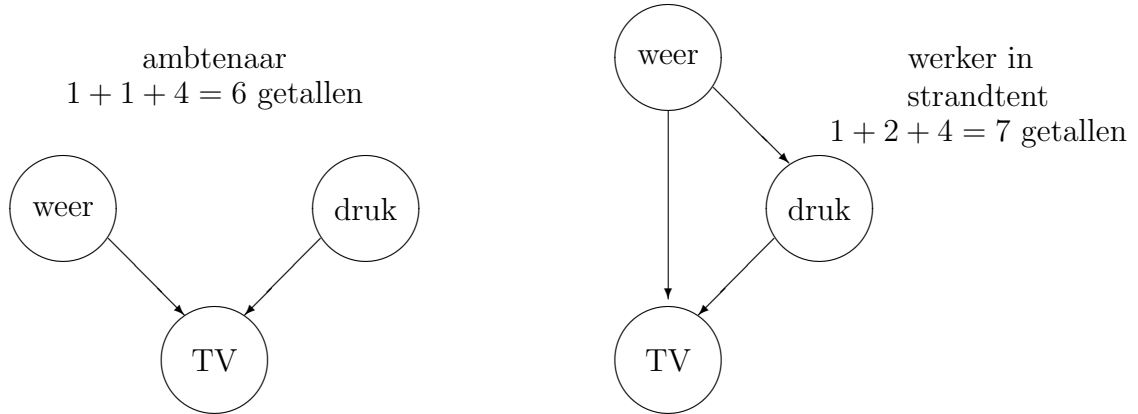 ambtenaar
1 + 1 + 4 = 6 getallen
weer
druk
TV
weer
werker in
strandtent
1 + 2 + 4 = 7 getallen
druk
TV